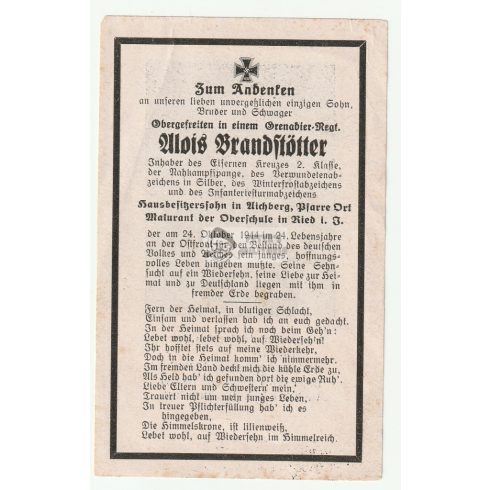 Zum Andenken
an unseren lieben unvergeßlichen einzigen Sohn,
Bruder und Schwager
Obergefreiten in einem Grenadier-Regt.
Alois Brandstötter
Inhaber des Eisernen Kreuzes 2. Klasse,
der Nahkampfspange, des Verwundetenab-
zeichens in Silber, des Winterfrostabzeichens
und des Infanteriesturmabzeichens
Hausbesitzerssohn in Aichberg, Pfarre Ort
Maturant der Oberschule in Ried i. I.
der am 24. Oktober 1944 im 24. Lebensjahre
an der Ostfront für den Bestand des deutschen
Volkes und Reiches sein junges, hoffnungs-
volles Leben hingeben mußte. Seine Sehn-
sucht auf ein Wiedersehn, seine Liebe zur Hei-
mat und zu Deutschland liegen mit ihm in
fremder Erde begraben.
Fern der Heimat, in blutiger Schlacht,
Einsam und verlassen hab ich an euch gedacht.
In der Heimat sprach ich noch beim Geh'n:
Lebet wohl, lebet wohl, auf Wiederseh'n!
Ihr hofftet stets auf meine Wiederkehr,
Doch in die Heimat komm' ich nimmermehr.
Im fremden Land deckt mich die kühle Erde zu,
Als Held hab' ich gefunden dort die ewige Ruh'.
Liebe Eltern und Schwestern mein,
Trauert nicht um mein junges Leben,
In treuer Pflichterfüllung hab' ich es
hingegeben,
Die Himmelskrone, ist lilienweiß,
Lebet wohl, auf Wiedersehn im Himmelreich.